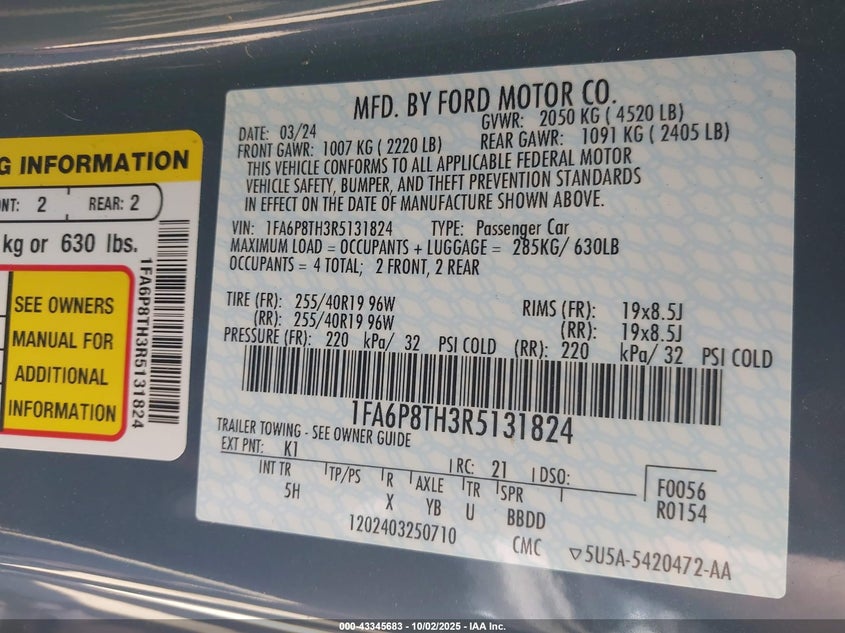 G INFORMATION
NT: 2 REAR: 2
kg or 630 lbs.
SEE OWNERS
MANUAL FOR
ADDITIONAL
INFORMATION
1FA6P8TH3R5131824
MFD. BY FORD MOTOR CO.
DATE: 03/24 GVWR: 2050 KG ( 4520 LB)
FRONT GAWR: 1007 KG ( 2220 LB) REAR GAWR: 1091 KG ( 2405 LB)
THIS VEHICLE CONFORMS TO ALL APPLICABLE FEDERAL MOTOR
VEHICLE SAFETY, BUMPER, AND THEFT PREVENTION STANDARDS
IN EFFECT ON THE DATE OF MANUFACTURE SHOWN ABOVE.
VIN: 1FA6P8TH3R5131824 TYPE: Passenger Car
MAXIMUM LOAD = OCCUPANTS + LUGGAGE = 285KG/ 630LB
OCCUPANTS = 4 TOTAL; 2 FRONT, 2 REAR
TIRE (FR): 255/40R19 96W RIMS (FR): 19x8.5J
(RR): 255/40R19 96W (RR): 19x8.5J
PRESSURE (FR): 220 kPa/ 32 PSI COLD (RR): 220 kPa/ 32 PSI COLD
1FA6P8TH3R5131824
TRAILER TOWING - SEE OWNER GUIDE
EXT PNT: K1 RC: 21 DSO:
INT TR TP/PS R AXLE TR SPR
5H X YB U BBDD
F0056
R0154
1202403250710 CMC ▽5U5A-5420472-AA
000-43345683 - 10/02/2025 - IAA Inc.